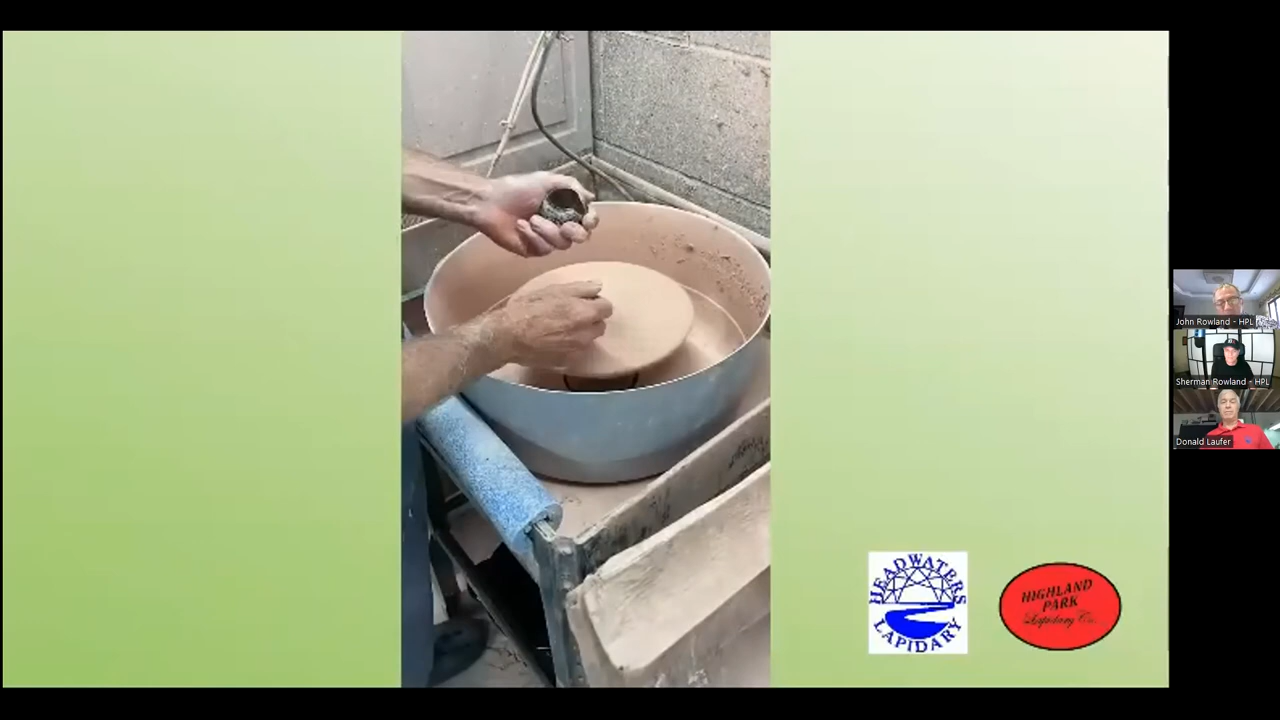 HEADWATERS
LAPIDARY
HIGHLAND
PARK
Lapidary Co.
John Rowland - HPL
Sherman Rowland - HPL
Donald Laufer